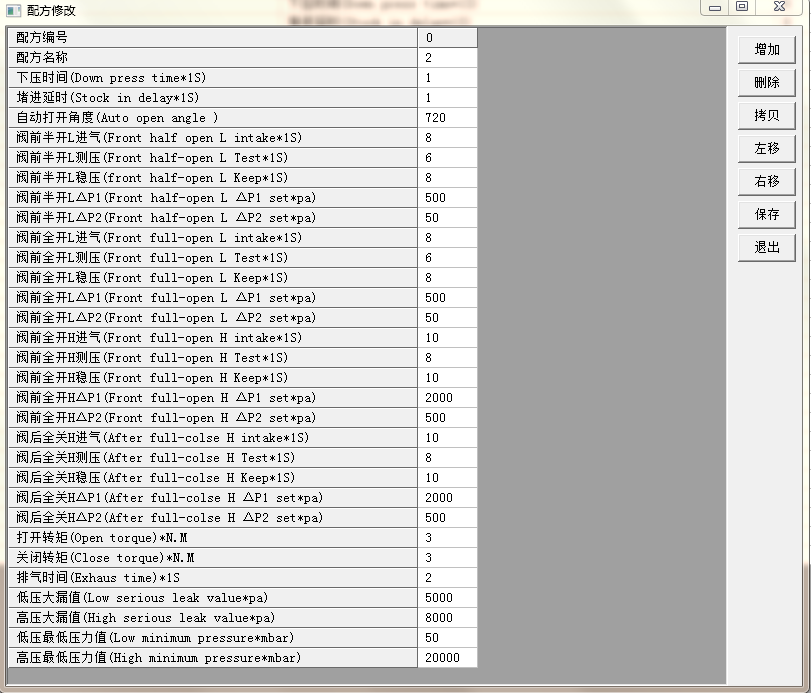 配方修改
配方编号 0
配方名称 2
下压时间(Down press time*1S) 1
堵进延时(Stock in delay*1S) 1
自动打开角度(Auto open angle ) 720
阀前半开L进气(Front half open L intake*1S) 8
阀前半开L测压(Front half-open L Test*1S) 6
阀前半开L稳压(front half-open L Keep*1S) 8
阀前半开L△P1(Front half-open L △P1 set*pa) 500
阀前半开L△P2(Front half-open L △P2 set*pa) 50
阀前全开L进气(Front full-open L intake*1S) 8
阀前全开L测压(Front full-open L Test*1S) 6
阀前全开L稳压(Front full-open L Keep*1S) 8
阀前全开L△P1(Front full-open L △P1 set*pa) 500
阀前全开L△P2(Front full-open L △P2 set*pa) 50
阀前全开H进气(Front full-open H intake*1S) 10
阀前全开H测压(Front full-open H Test*1S) 8
阀前全开H稳压(Front full-open H Keep*1S) 10
阀前全开H△P1(Front full-open H △P1 set*pa) 2000
阀前全开H△P2(Front full-open H △P2 set*pa) 500
阀后全关H进气(After full-colse H intake*1S) 10
阀后全关H测压(After full-colse H Test*1S) 8
阀后全关H稳压(After full-colse H Keep*1S) 10
阀后全关H△P1(After full-colse H △P1 set*pa) 2000
阀后全关H△P2(After full-colse H △P2 set*pa) 500
打开转矩(Open torque)*N.M 3
关闭转矩(Close torque)*N.M 3
排气时间(Exhaus time)*1S 2
低压大漏值(Low serious leak value*pa) 5000
高压大漏值(High serious leak value*pa) 8000
低压最低压力值(Low minimum pressure*mbar) 50
高压最低压力值(High minimum pressure*mbar) 20000
增加
删除
拷贝
左移
右移
保存
退出